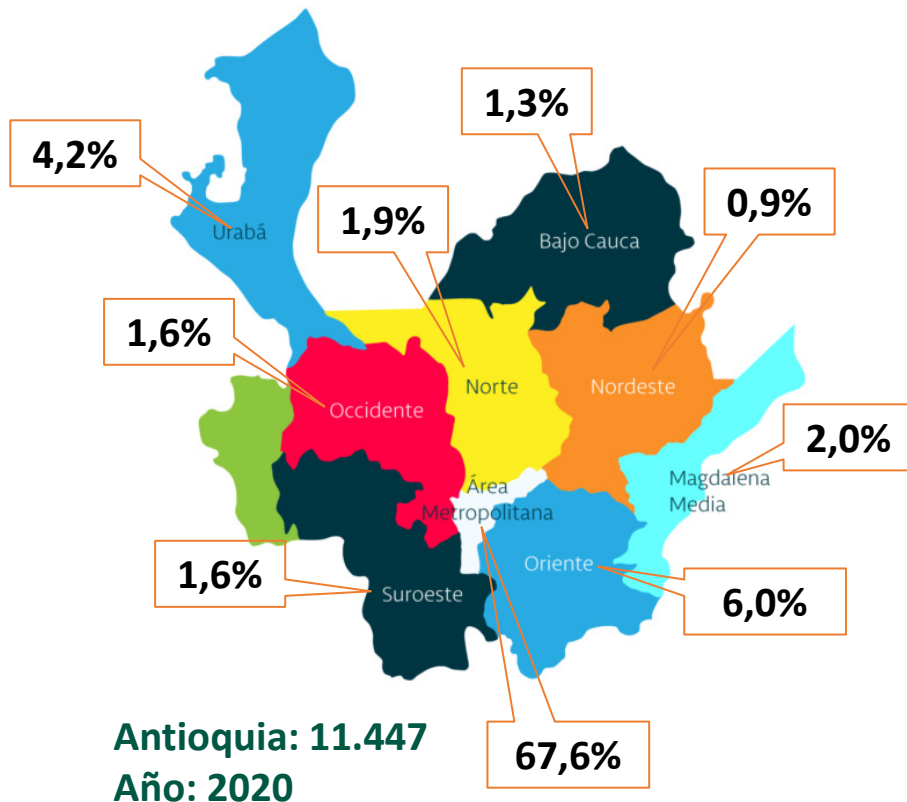 1,3%
4,2%
0,9%
1,9%
Urabá
Bajo Cauca
1,6%
Norte
Nordeste
Occidente
2,0%
Magdalena
Media
Área
Metropolitana
1,6%
Oriente
Suroeste
6,0%
67,6%
Antioquia: 11.447
Año: 2020